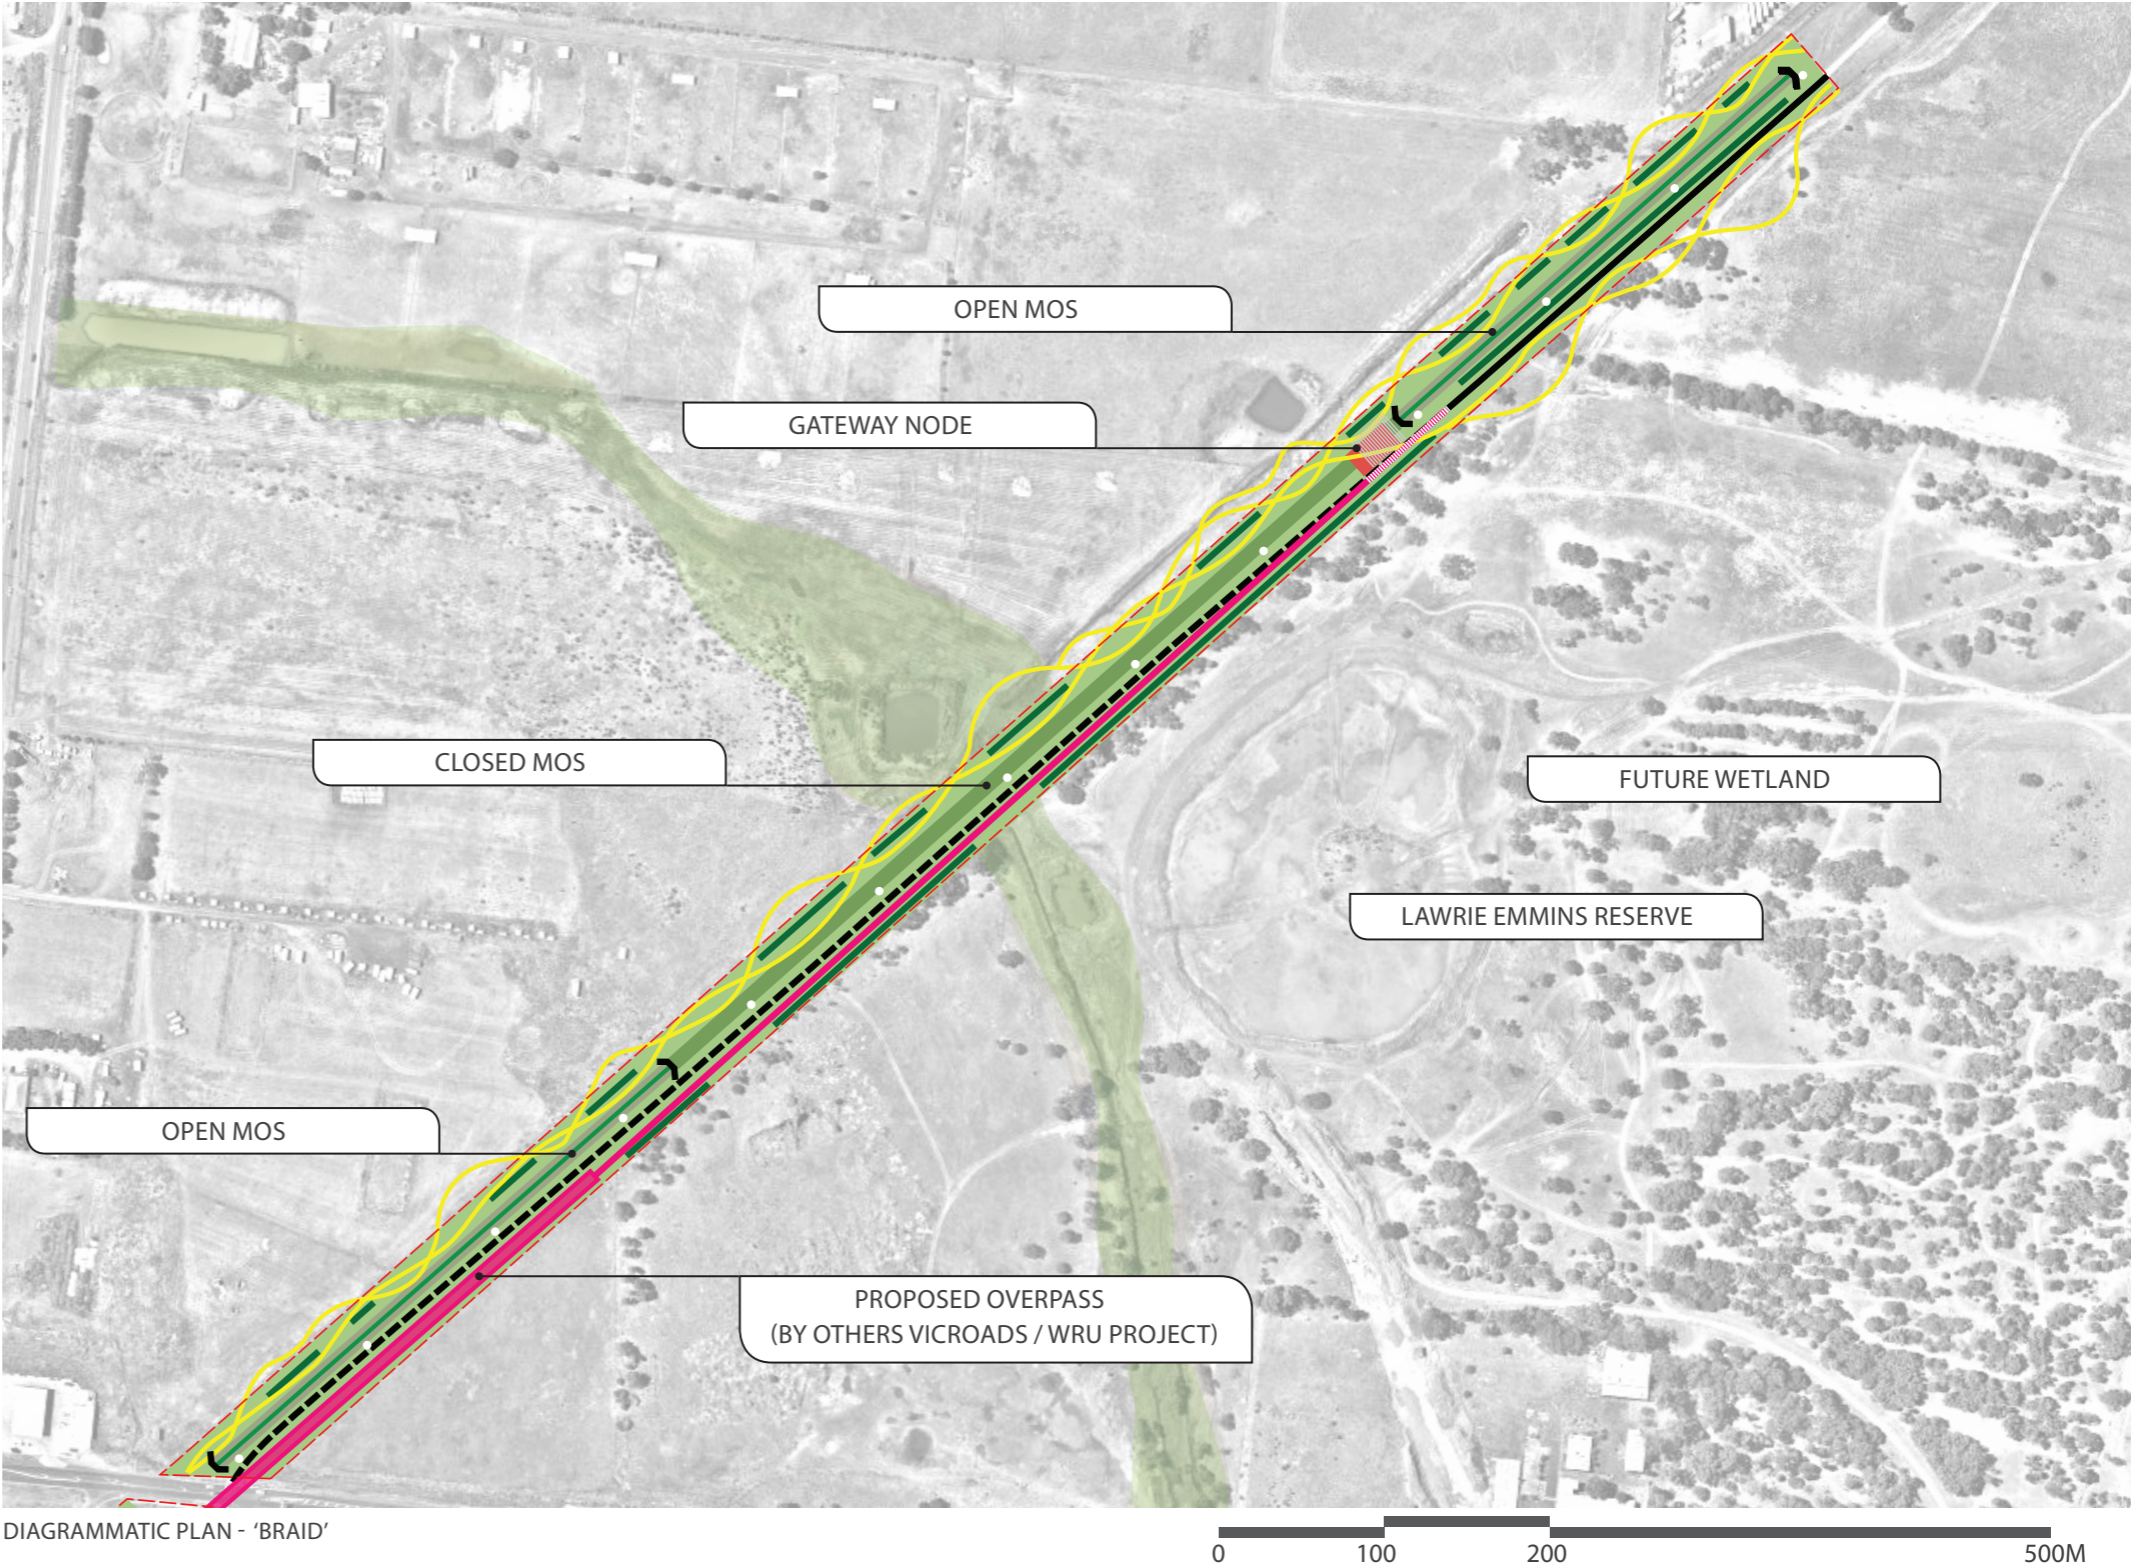 OPEN MOS
GATEWAY NODE
CLOSED MOS
FUTURE WETLAND
LAWRIE EMMINS RESERVE
OPEN MOS
PROPOSED OVERPASS
(BY OTHERS VICROADS / WRU PROJECT)
DIAGRAMMATIC PLAN - ‘BRAID’
0 100 200 500M